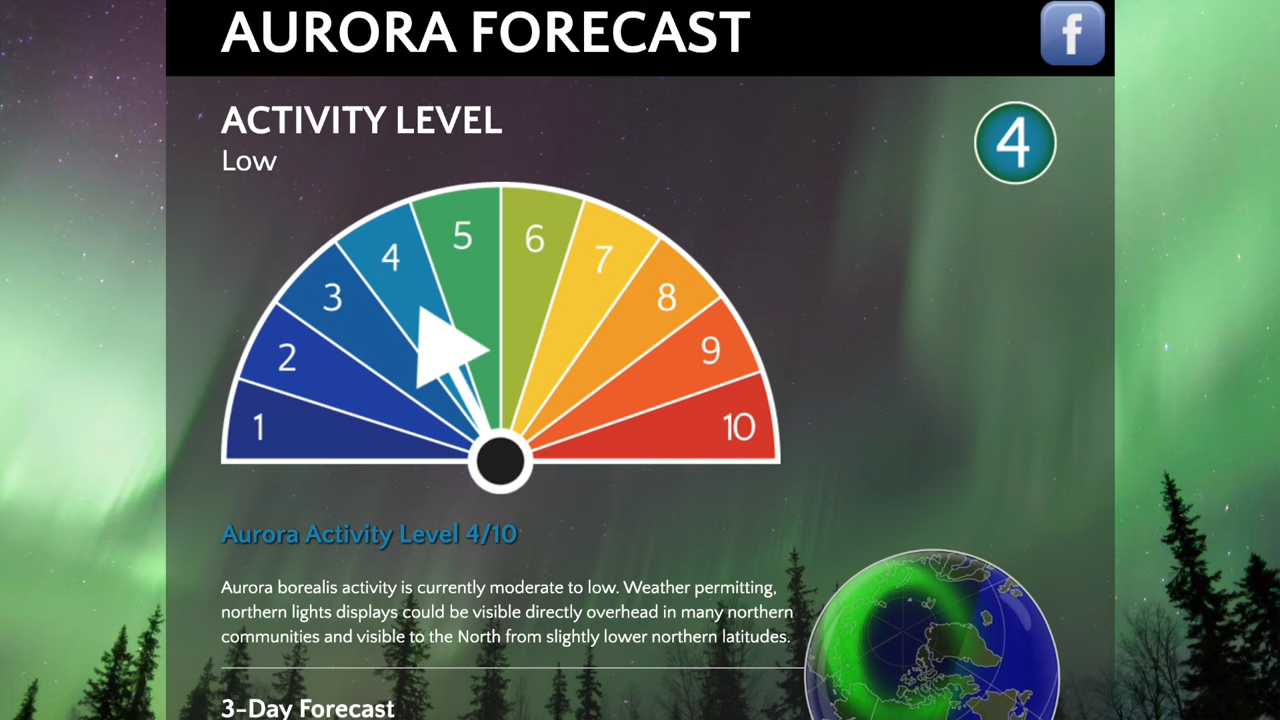 AURORA FORECAST
f
ACTIVITY LEVEL
Low
4
1
2
3
4
5
6
7
8
9
10
Aurora Activity Level 4/10
Aurora borealis activity is currently moderate to low. Weather permitting,
northern lights displays could be visible directly overhead in many northern
communities and visible to the North from slightly lower northern latitudes.
3-Day Forecast